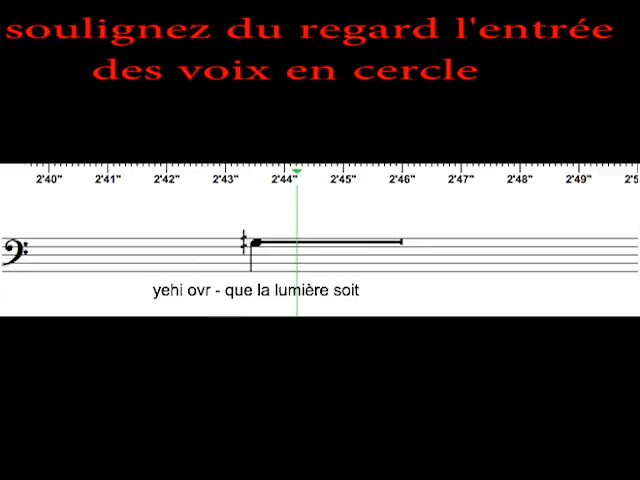 soulignez du regard l'entrée
des voix en cercle
2'40" 2'41" 2'42" 2'43" 2'44" 2'45" 2'46" 2'47" 2'48" 2'49"
yehi ovr - que la lumière soit